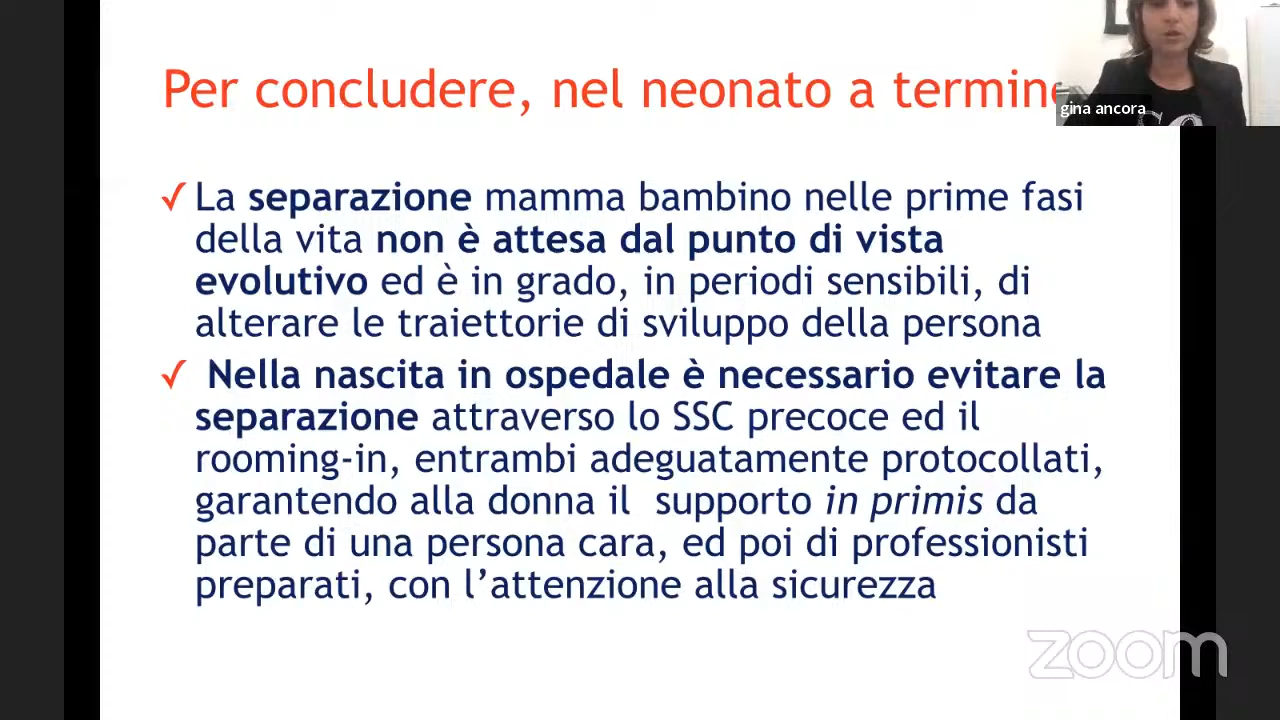 Per concludere, nel neonato a termine
gina ancora
✓ La separazione mamma bambino nelle prime fasi
della vita non è attesa dal punto di vista
evolutivo ed è in grado, in periodi sensibili, di
alterare le traiettorie di sviluppo della persona
✓ Nella nascita in ospedale è necessario evitare la
separazione attraverso lo SSC precoce ed il
rooming-in, entrambi adeguatamente protocollati,
garantendo alla donna il supporto in primis da
parte di una persona cara, ed poi di professionisti
preparati, con l’attenzione alla sicurezza
zoom